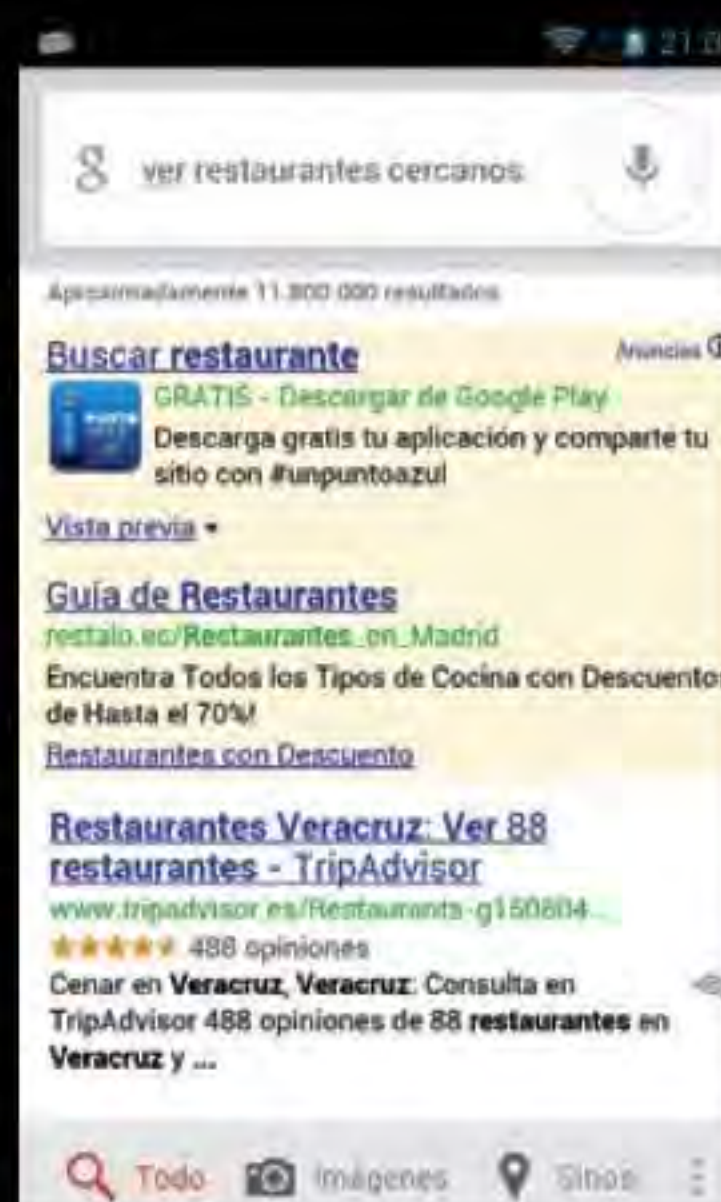 21:0
g ver restaurantes cercanos
Aproximadamente 11.800.000 resultados
Buscar restaurante
Anuncios
GRATIS - Descargar de Google Play
Descarga gratis tu aplicación y comparte tu
sitio con #unpuntoazul
Vista previa
Guía de Restaurantes
restalo.es/Restaurantes_en_Madrid
Encuentra Todos los Tipos de Cocina con Descuentos
de Hasta el 70%!
Restaurantes con Descuento
Restaurantes Veracruz: Ver 88
restaurantes - TripAdvisor
www.tripadvisor.es/Restaurants-g150804...
488 opiniones
Cenar en Veracruz, Veracruz: Consulta en
TripAdvisor 488 opiniones de 88 restaurantes en
Veracruz y ...
Todo Imágenes Sitios